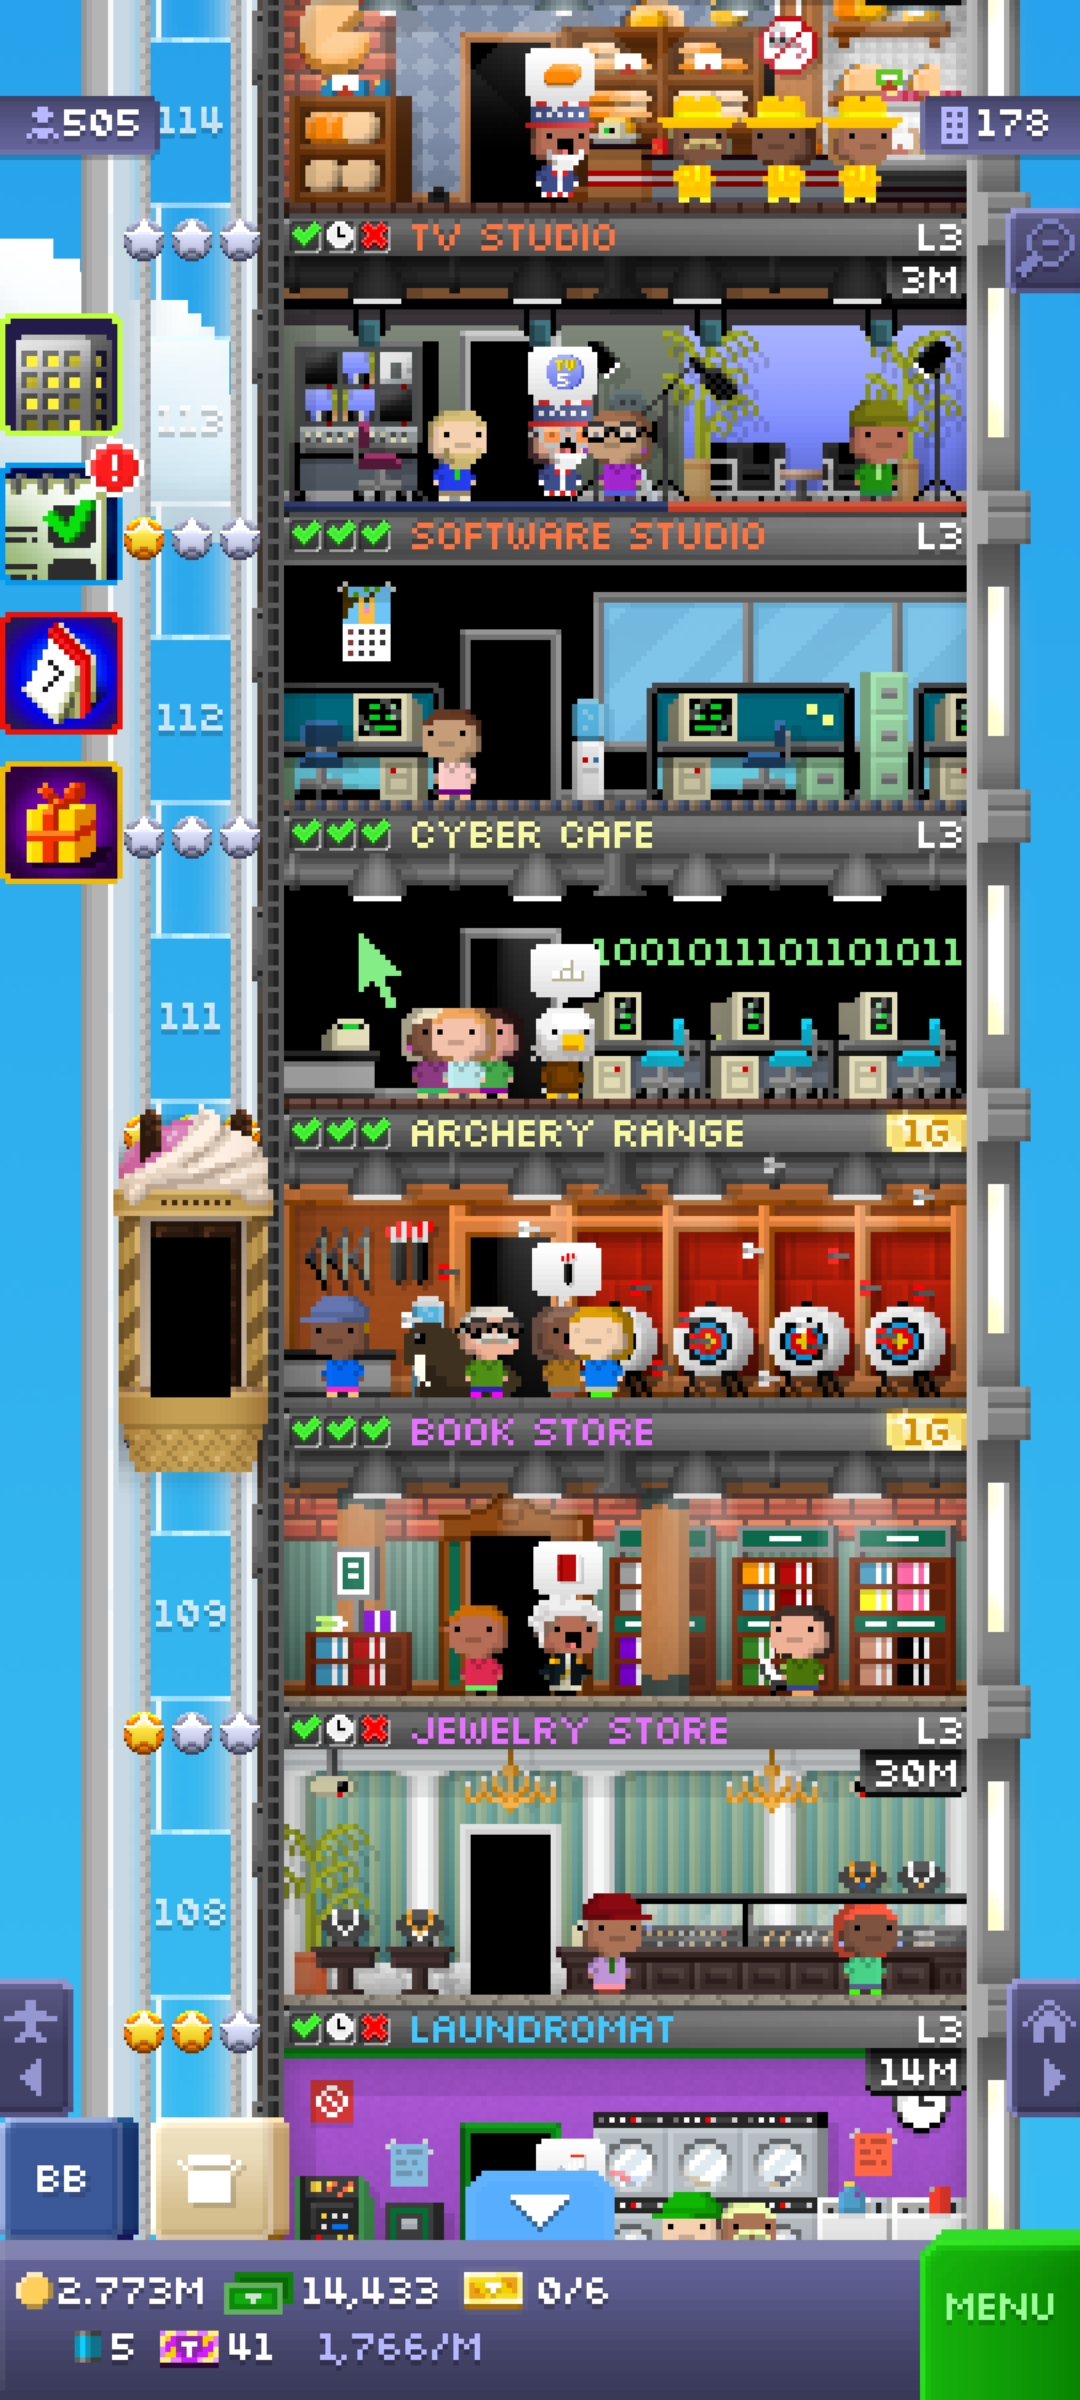 505
114
178
TV STUDIO
L3
3M
TV
5
113
SOFTWARE STUDIO
L3
112
CYBER CAFE
L3
1001011101101011
111
ARCHERY RANGE
1G
BOOK STORE
1G
109
JEWELRY STORE
L3
30M
108
LAUNDROMAT
L3
14M
BB
2.773M
14,433
0/6
MENU
5
T
41
1,766/M